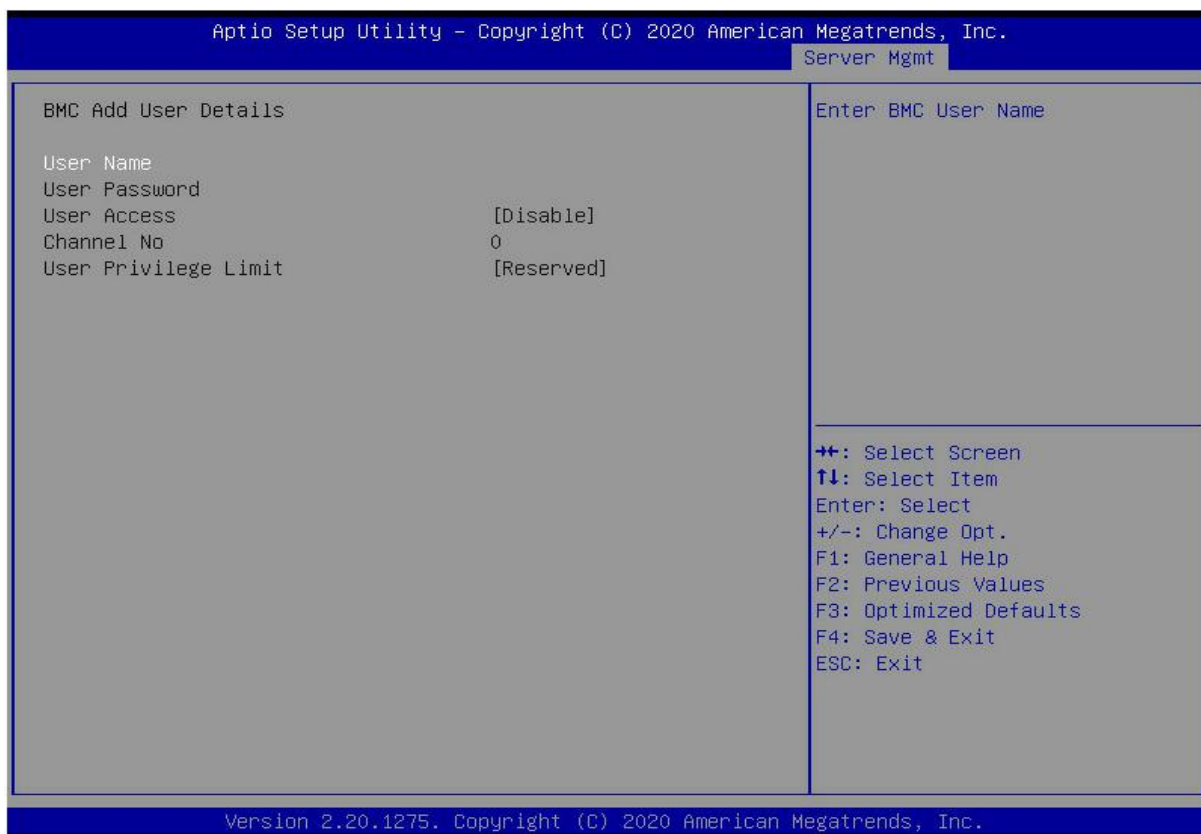 Aptio Setup Utility – Copyright (C) 2020 American Megatrends, Inc.
Server Mgmt
BMC Add User Details
User Name
User Password
User Access [Disable]
Channel No 0
User Privilege Limit [Reserved]
Enter BMC User Name
→←: Select Screen
↑↓: Select Item
Enter: Select
+/-: Change Opt.
F1: General Help
F2: Previous Values
F3: Optimized Defaults
F4: Save & Exit
ESC: Exit
Version 2.20.1275. Copyright (C) 2020 American Megatrends, Inc.